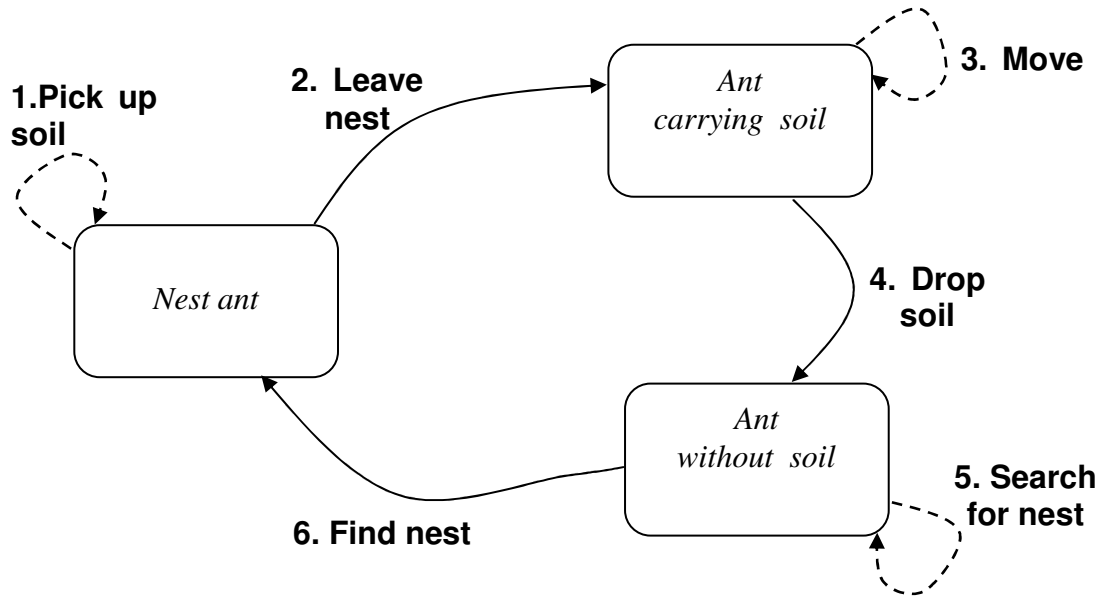 1.Pick up
soil
2. Leave
nest
Ant
carrying soil
3. Move
Nest ant
4. Drop
soil
Ant
without soil
5. Search
for nest
6. Find nest